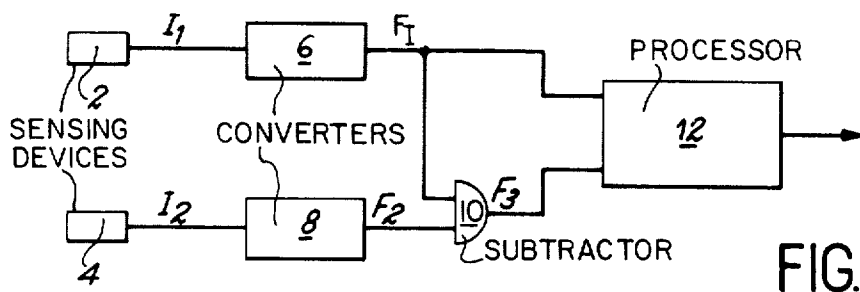 I1
6
FI
PROCESSOR
2
SENSING
DEVICES
CONVERTERS
12
I2
8
F2
10
F3
4
SUBTRACTOR
FIG.